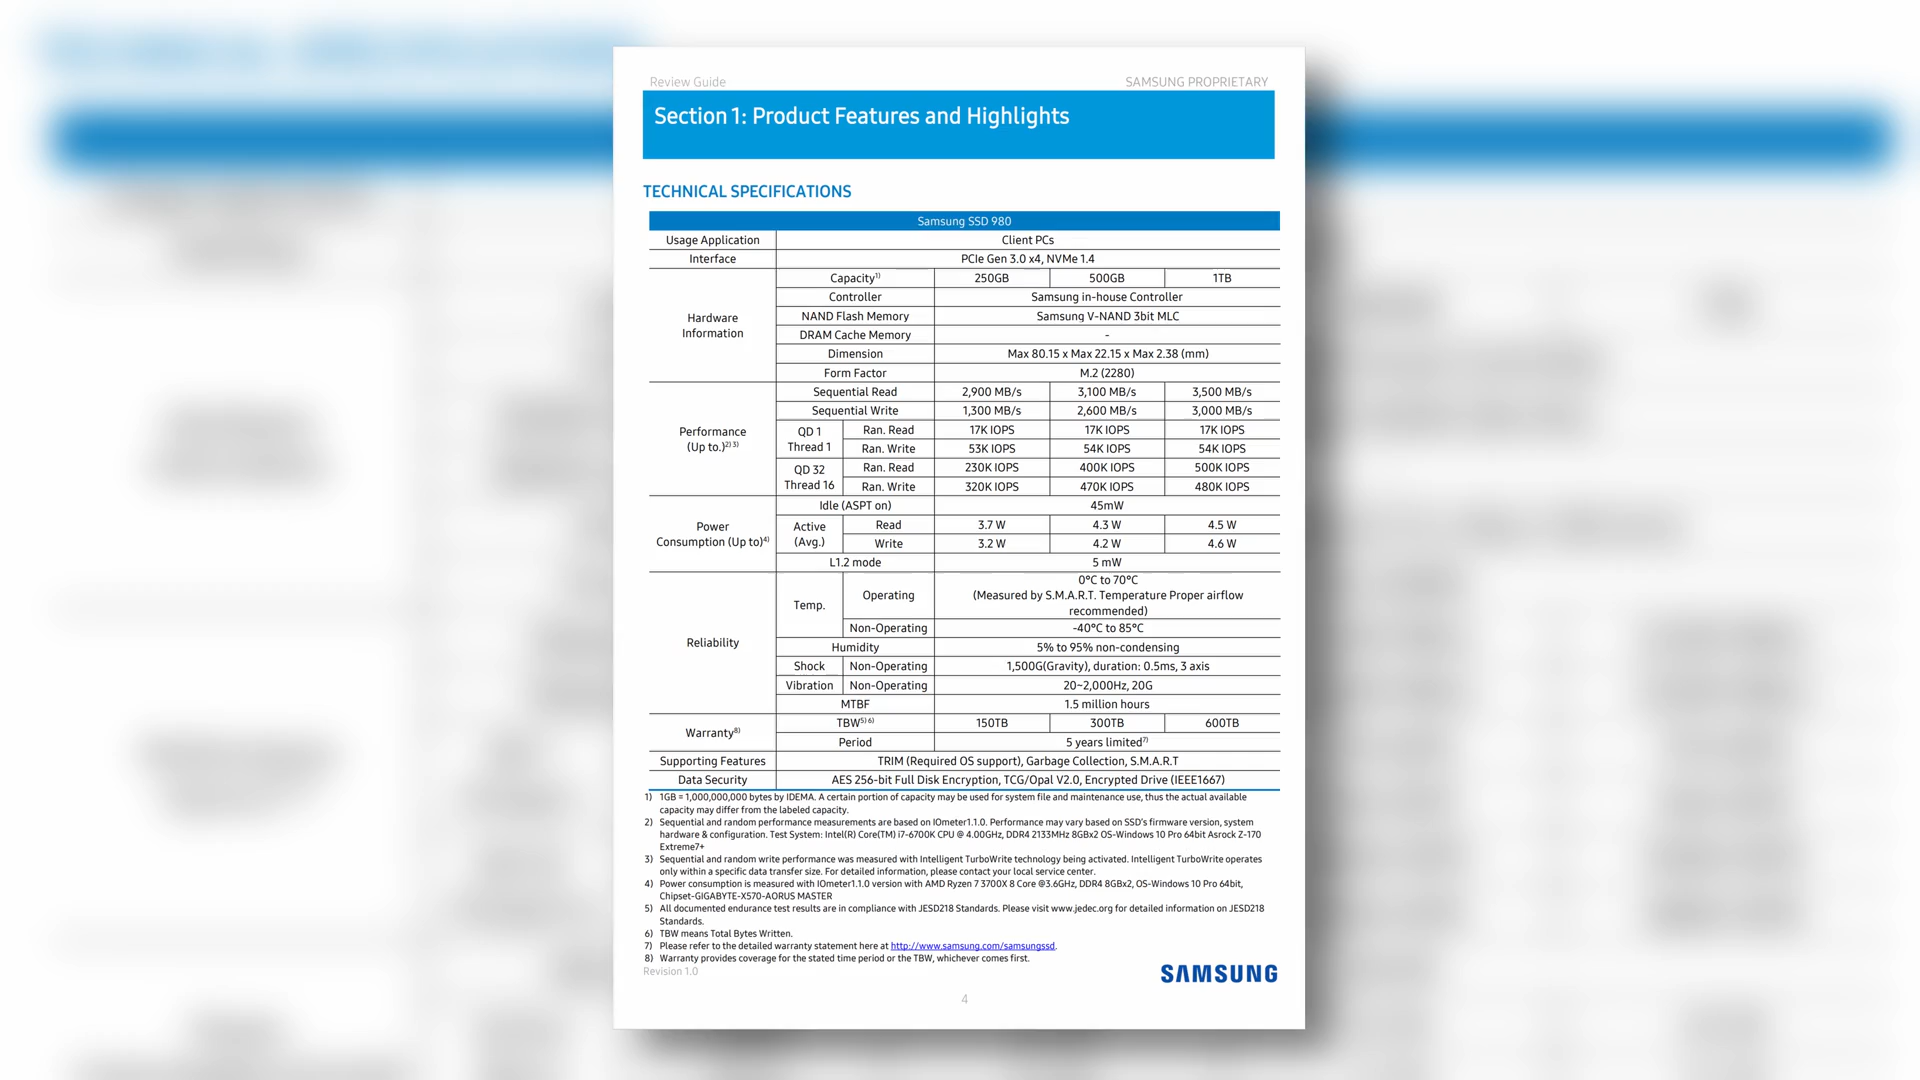 Review Guide SAMSUNG PROPRIETARY
Section 1: Product Features and Highlights
TECHNICAL SPECIFICATIONS
Samsung SSD 980
Usage Application Client PCs
Interface PCIe Gen 3.0 x4, NVMe 1.4
Hardware Information
Capacity1) 250GB 500GB 1TB
Controller Samsung in-house Controller
NAND Flash Memory Samsung V-NAND 3bit MLC
DRAM Cache Memory -
Dimension Max 80.15 x Max 22.15 x Max 2.38 (mm)
Form Factor M.2 (2280)
Performance
(Up to.)2) 3)
Sequential Read 2,900 MB/s 3,100 MB/s 3,500 MB/s
Sequential Write 1,300 MB/s 2,600 MB/s 3,000 MB/s
QD 1
Thread 1
Ran. Read 17K IOPS 17K IOPS 17K IOPS
Ran. Write 53K IOPS 54K IOPS 54K IOPS
QD 32
Thread 16
Ran. Read 230K IOPS 400K IOPS 500K IOPS
Ran. Write 320K IOPS 470K IOPS 480K IOPS
Power
Consumption (Up to)4)
Idle (ASPT on) 45mW
Active
(Avg.)
Read 3.7 W 4.3 W 4.5 W
Write 3.2 W 4.2 W 4.6 W
L1.2 mode 5 mW
Reliability
Temp.
Operating
0℃ to 70℃
(Measured by S.M.A.R.T. Temperature Proper airflow
recommended)
Non-Operating -40℃ to 85℃
Humidity 5% to 95% non-condensing
Shock Non-Operating 1,500G(Gravity), duration: 0.5ms, 3 axis
Vibration Non-Operating 20~2,000Hz, 20G
MTBF 1.5 million hours
Warranty8)
TBW5) 6) 150TB 300TB 600TB
Period 5 years limited7)
Supporting Features TRIM (Required OS support), Garbage Collection, S.M.A.R.T
Data Security AES 256-bit Full Disk Encryption, TCG/Opal V2.0, Encrypted Drive (IEEE1667)
1) 1GB = 1,000,000,000 bytes by IDEMA. A certain portion of capacity may be used for system file and maintenance use, thus the actual available
capacity may differ from the labeled capacity.
2) Sequential and random performance measurements are based on IOmeter1.1.0. Performance may vary based on SSD's firmware version, system
hardware & configuration. Test System: Intel(R) Core(TM) i7-6700K CPU @ 4.00GHz, DDR4 2133MHz 8GBx2 OS-Windows 10 Pro 64bit Asrock Z-170
Extreme7+
3) Sequential and random write performance was measured with Intelligent TurboWrite technology being activated. Intelligent TurboWrite operates
only within a specific data transfer size. For detailed information, please contact your local service center.
4) Power consumption is measured with IOmeter1.1.0 version with AMD Ryzen 7 3700X 8 Core @3.6GHz, DDR4 8GBx2, OS-Windows 10 Pro 64bit,
Chipset-GIGABYTE-X570-AORUS MASTER
5) All documented endurance test results are in compliance with JESD218 Standards. Please visit www.jedec.org for detailed information on JESD218
Standards.
6) TBW means Total Bytes Written.
7) Please refer to the detailed warranty statement here at http://www.samsung.com/samsungssd.
8) Warranty provides coverage for the stated time period or the TBW, whichever comes first.
Revision 1.0
SAMSUNG
4